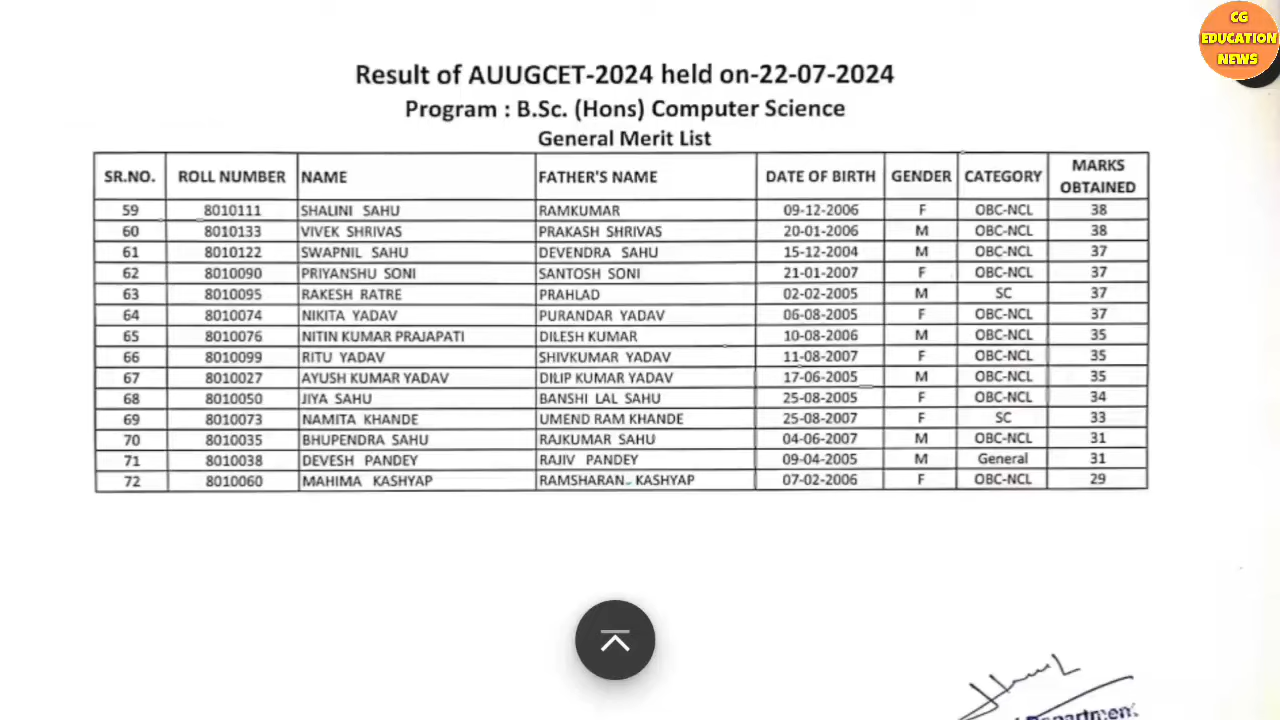 CG
EDUCATION
NEWS
Result of AUUGCET-2024 held on-22-07-2024
Program : B.Sc. (Hons) Computer Science
General Merit List
SR.NO. ROLL NUMBER NAME FATHER'S NAME DATE OF BIRTH GENDER CATEGORY MARKS OBTAINED
59 8010111 SHALINI SAHU RAMKUMAR 09-12-2006 F OBC-NCL 38
60 8010133 VIVEK SHRIVAS PRAKASH SHRIVAS 20-01-2006 M OBC-NCL 38
61 8010122 SWAPNIL SAHU DEVENDRA SAHU 15-12-2004 M OBC-NCL 37
62 8010090 PRIYANSHU SONI SANTOSH SONI 21-01-2007 F OBC-NCL 37
63 8010095 RAKESH RATRE PRAHLAD 02-02-2005 M SC 37
64 8010074 NIKITA YADAV PURANDAR YADAV 06-08-2005 F OBC-NCL 37
65 8010076 NITIN KUMAR PRAJAPATI DILESH KUMAR 10-08-2006 M OBC-NCL 35
66 8010099 RITU YADAV SHIVKUMAR YADAV 11-08-2007 F OBC-NCL 35
67 8010027 AYUSH KUMAR YADAV DILIP KUMAR YADAV 17-06-2005 M OBC-NCL 35
68 8010050 JIYA SAHU BANSHI LAL SAHU 25-08-2005 F OBC-NCL 34
69 8010073 NAMITA KHANDE UMEND RAM KHANDE 25-08-2007 F SC 33
70 8010035 BHUPENDRA SAHU RAJKUMAR SAHU 04-06-2007 M OBC-NCL 31
71 8010038 DEVESH PANDEY RAJIV PANDEY 09-04-2005 M General 31
72 8010060 MAHIMA KASHYAP RAMSHARAN KASHYAP 07-02-2006 F OBC-NCL 29
Department